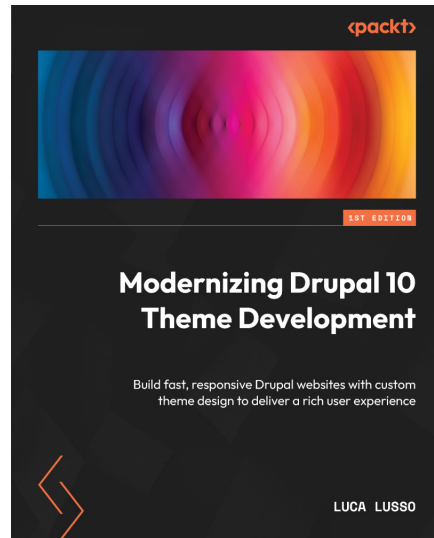 <packt>
1ST EDITION
Modernizing Drupal 10
Theme Development
Build fast, responsive Drupal websites with custom
theme design to deliver a rich user experience
LUCA LUSSO